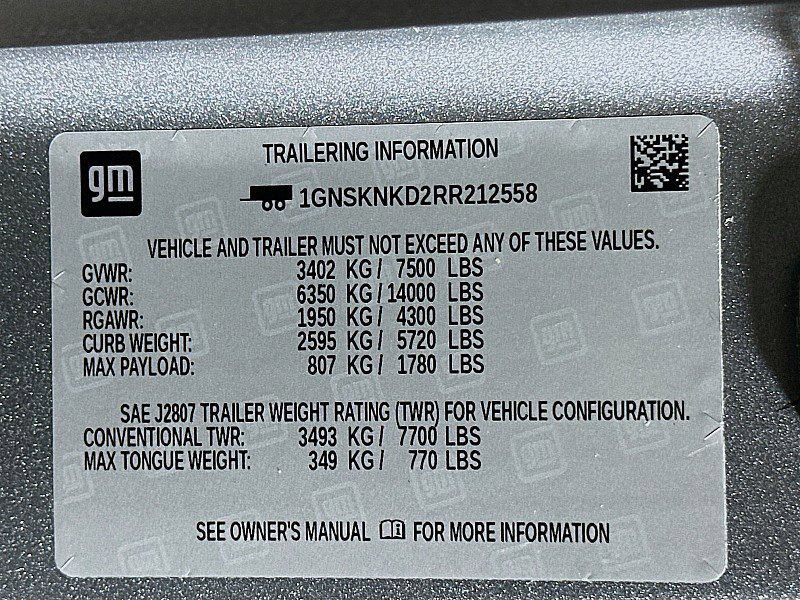 gm
TRAILERING INFORMATION
1GNSKNKD2RR212558
VEHICLE AND TRAILER MUST NOT EXCEED ANY OF THESE VALUES.
GVWR: 3402 KG/ 7500 LBS
GCWR: 6350 KG/14000 LBS
RGAWR: 1950 KG/ 4300 LBS
CURB WEIGHT: 2595 KG/ 5720 LBS
MAX PAYLOAD: 807 KG/ 1780 LBS
SAE J2807 TRAILER WEIGHT RATING (TWR) FOR VEHICLE CONFIGURATION.
CONVENTIONAL TWR: 3493 KG/ 7700 LBS
MAX TONGUE WEIGHT: 349 KG/ 770 LBS
SEE OWNER'S MANUAL FOR MORE INFORMATION